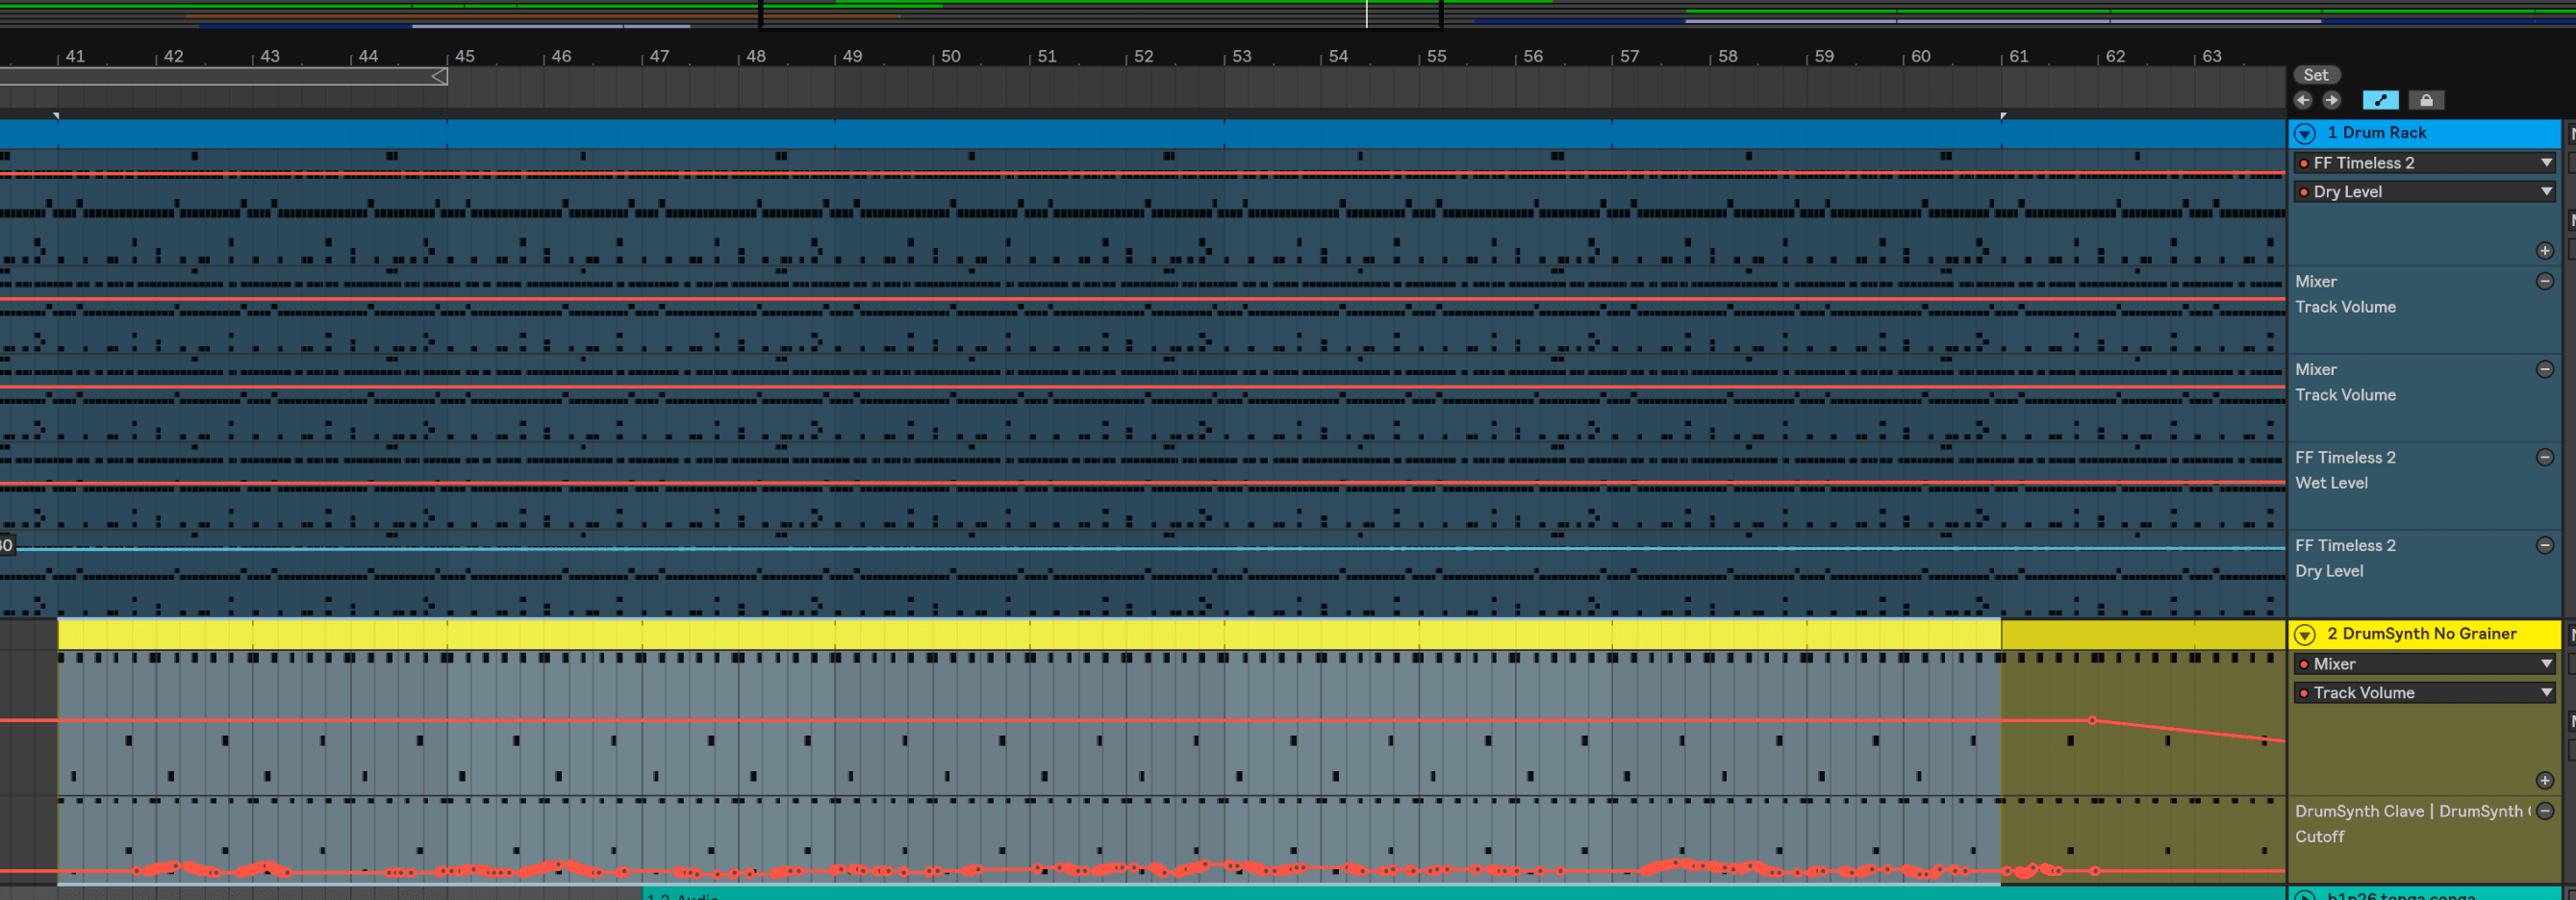 41 42 43 44 45 46 47 48 49 50 51 52 53 54 55 56 57 58 59 60 61 62 63
Set
1 Drum Rack
FF Timeless 2
Dry Level
Mixer
Track Volume
Mixer
Track Volume
FF Timeless 2
Wet Level
FF Timeless 2
Dry Level
2 DrumSynth No Grainer
Mixer
Track Volume
DrumSynth Clave | DrumSynth
Cutoff